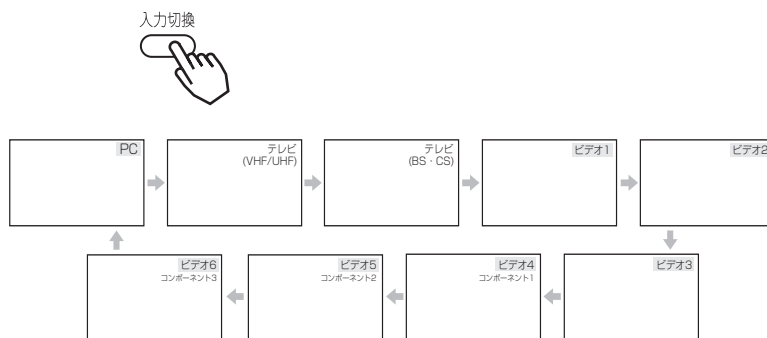 入力切換
PC
テレビ
(VHF/UHF)
テレビ
(BS・CS)
ビデオ1
ビデオ2
ビデオ3
ビデオ4
コンポーネント1
ビデオ5
コンポーネント2
ビデオ6
コンポーネント3